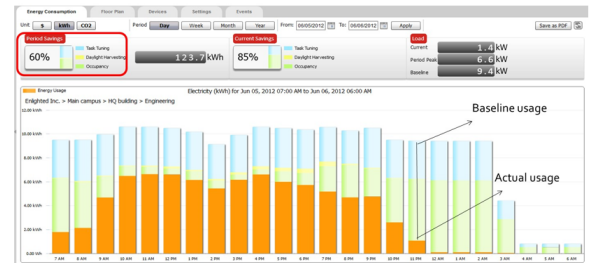 Energy Consumption Floor Plan Devices Settings Events
Unit $ kWh CO2 Period Day Week Month Year From: 06/05/2012 To: 06/06/2012 Apply Save as PDF
Period Savings Current Savings Load
60% Task Tuning Daylight Harvesting Occupancy 123.7 kWh 85% Task Tuning Daylight Harvesting Occupancy
Current 1.4 kW
Period Peak 6.6 kW
Baseline 9.4 kW
Energy Usage Electricity (kWh) for Jun 05, 2012 07:00 AM to Jun 06, 2012 06:00 AM
Enlighted Inc. > Main campus > HQ building > Engineering
12.00 kWh
Baseline usage
10.00 kWh
8.00 kWh
Actual usage
6.00 kWh
4.00 kWh
2.00 kWh
0.00 kWh
7 AM 8 AM 9 AM 10 AM 11 AM 12 PM 1 PM 2 PM 3 PM 4 PM 5 PM 6 PM 7 PM 8 PM 9 PM 10 PM 11 PM 12 AM 1 AM 2 AM 3 AM 4 AM 5 AM 6 AM